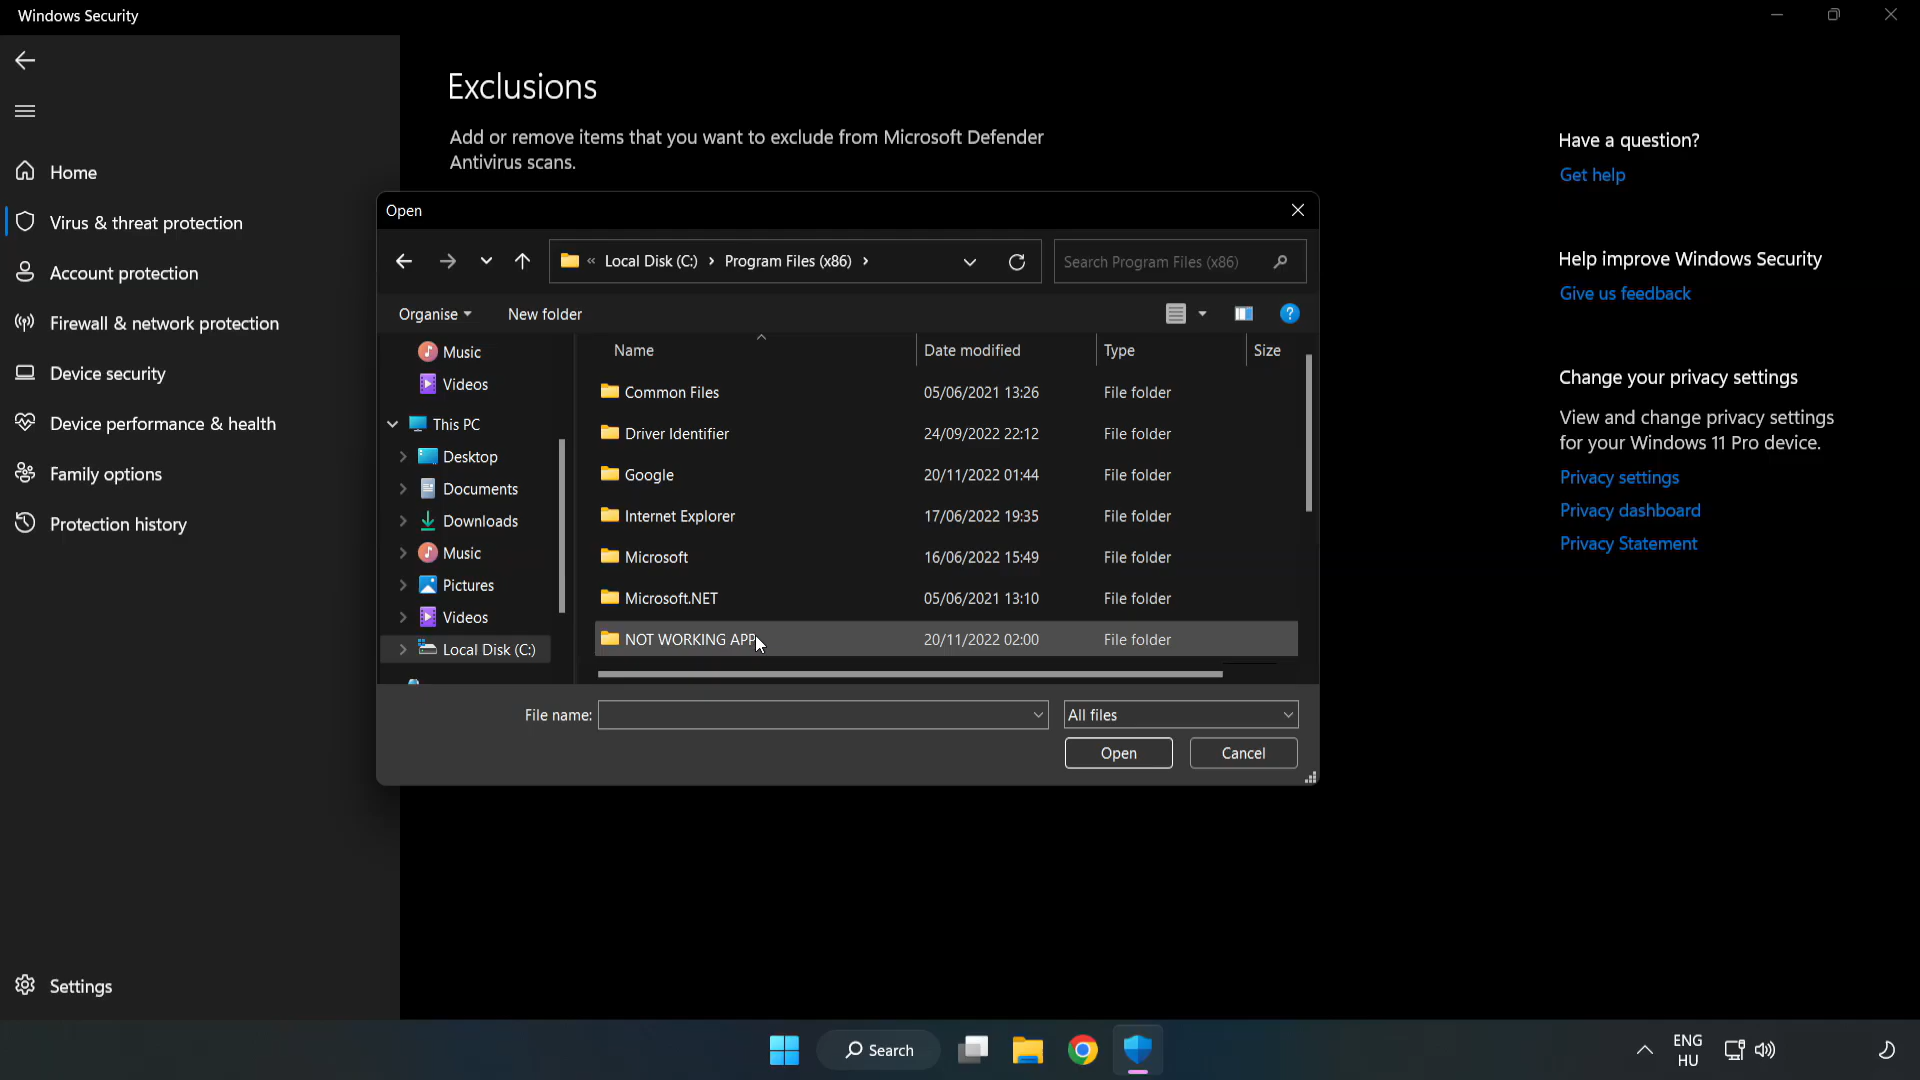 Windows Security
Exclusions
Add or remove items that you want to exclude from Microsoft Defender
Antivirus scans.
Home
Virus & threat protection
Account protection
Firewall & network protection
Device security
Device performance & health
Family options
Protection history
Settings
Open
« Local Disk (C:) > Program Files (x86) >
Search Program Files (x86)
Organise
New folder
Music
Videos
This PC
Desktop
Documents
Downloads
Music
Pictures
Videos
Local Disk (C:)
Name Date modified Type Size
Common Files 05/06/2021 13:26 File folder
Driver Identifier 24/09/2022 22:12 File folder
Google 20/11/2022 01:44 File folder
Internet Explorer 17/06/2022 19:35 File folder
Microsoft 16/06/2022 15:49 File folder
Microsoft.NET 05/06/2021 13:10 File folder
NOT WORKING APP 20/11/2022 02:00 File folder
File name:
All files
Open
Cancel
Have a question?
Get help
Help improve Windows Security
Give us feedback
Change your privacy settings
View and change privacy settings
for your Windows 11 Pro device.
Privacy settings
Privacy dashboard
Privacy Statement
Search
ENG
HU